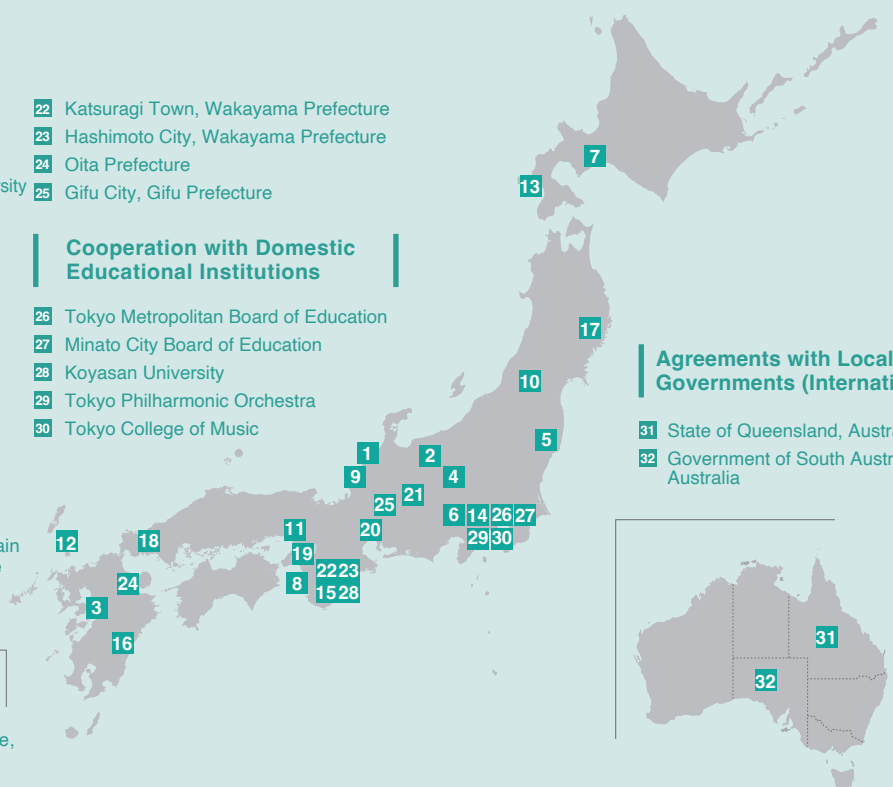 22 Katsuragi Town, Wakayama Prefecture
23 Hashimoto City, Wakayama Prefecture
24 Oita Prefecture
25 Gifu City, Gifu Prefecture
Cooperation with Domestic
Educational Institutions
26 Tokyo Metropolitan Board of Education
27 Minato City Board of Education
28 Koyasan University
29 Tokyo Philharmonic Orchestra
30 Tokyo College of Music
Agreements with Local
Governments
31 State of Queensland,
32 Government of South
Australia
7
13
17
10
5
1
2
9
4
21
25
6 14 26 27
11
20
29 30
12
18
19
22 23
24
8
15 28
3
16
31
32